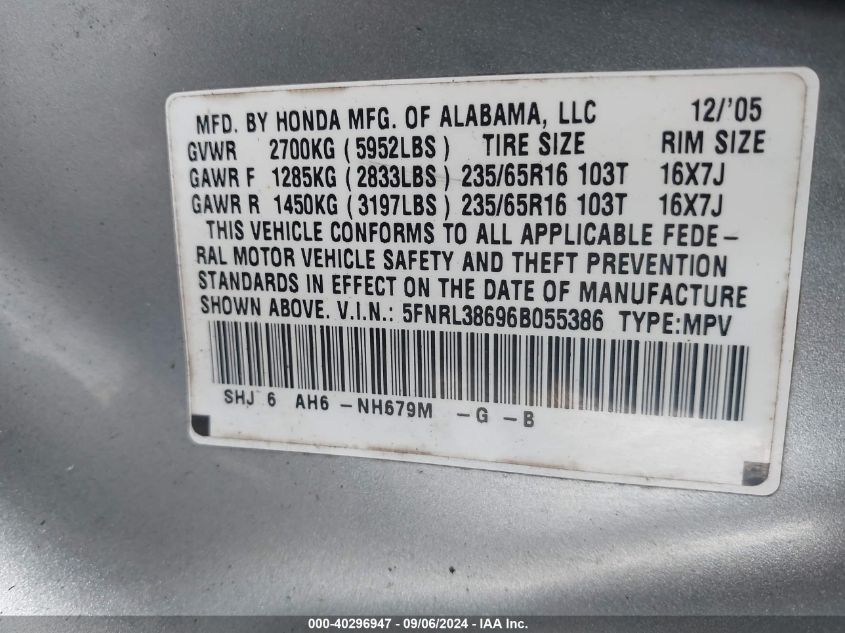 MFD. BY HONDA MFG. OF ALABAMA, LLC 12/'05
GVWR 2700KG (5952LBS) TIRE SIZE RIM SIZE
GAWR F 1285KG (2833LBS) 235/65R16 103T 16X7J
GAWR R 1450KG (3197LBS) 235/65R16 103T 16X7J
THIS VEHICLE CONFORMS TO ALL APPLICABLE FEDE-
RAL MOTOR VEHICLE SAFETY AND THEFT PREVENTION
STANDARDS IN EFFECT ON THE DATE OF MANUFACTURE
SHOWN ABOVE. V.I.N.: 5FNRL38696B055386 TYPE:MPV
SHJ 6 AH6 -NH679M -G -B
000-40296947 - 09/06/2024 - IAA Inc.